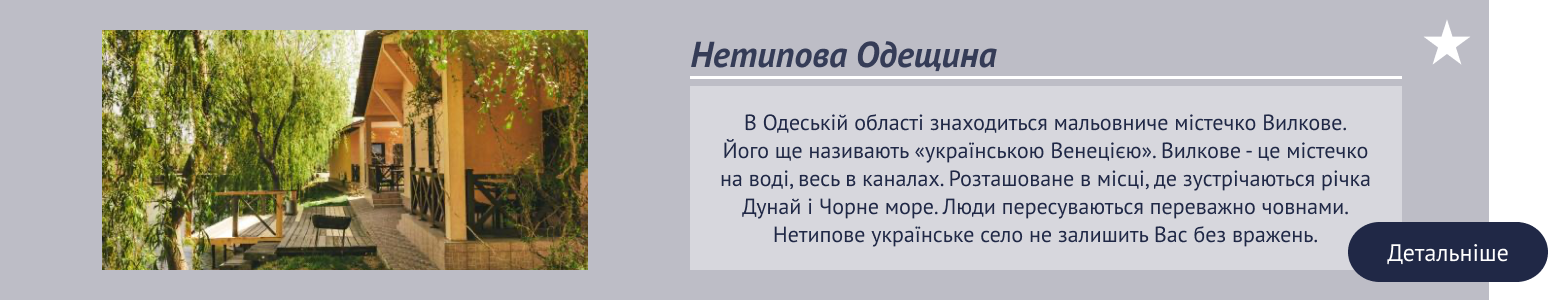 Нетипова Одещина
В Одеській області знаходиться мальовниче містечко Вилкове.
Його ще називають «українською Венецією». Вилкове - це містечко
на воді, весь в каналах. Розташоване в місці, де зустрічаються річка
Дунай і Чорне море. Люди пересуваються переважно човнами.
Нетипове українське село не залишить Вас без вражень.
Детальніше